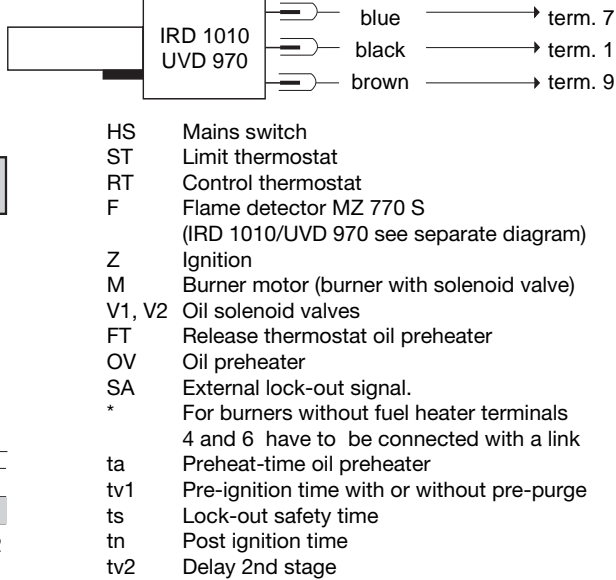 IRD 1010
UVD 970
blue term. 7
black term. 1
brown term. 9
HS Mains switch
ST Limit thermostat
RT Control thermostat
F Flame detector MZ 770 S
(IRD 1010/UVD 970 see separate diagram)
Z Ignition
M Burner motor (burner with solenoid valve)
V1, V2 Oil solenoid valves
FT Release thermostat oil preheater
OV Oil preheater
SA External lock-out signal.
* For burners without fuel heater terminals
4 and 6 have to be connected with a link
ta Preheat-time oil preheater
tv1 Pre-ignition time with or without pre-purge
ts Lock-out safety time
tn Post ignition time
tv2 Delay 2nd stage